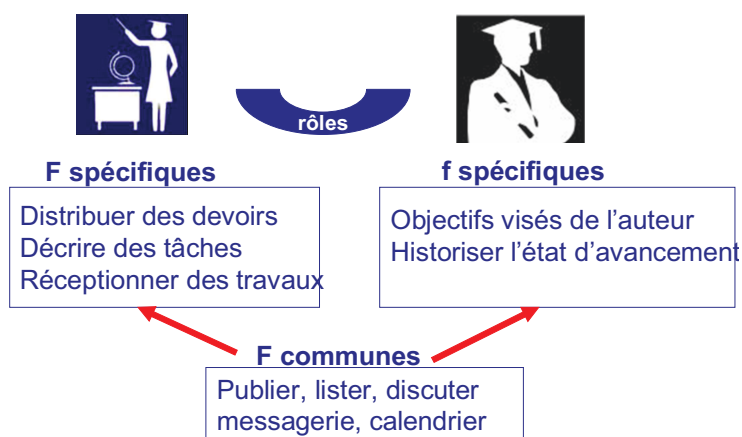 rôles
F spécifiques
Distribuer des devoirs
Décrire des tâches
Réceptionner des travaux
f spécifiques
Objectifs visés de l'auteur
Historiser l'état d'avancement
F communes
Publier, lister, discuter
messagerie, calendrier